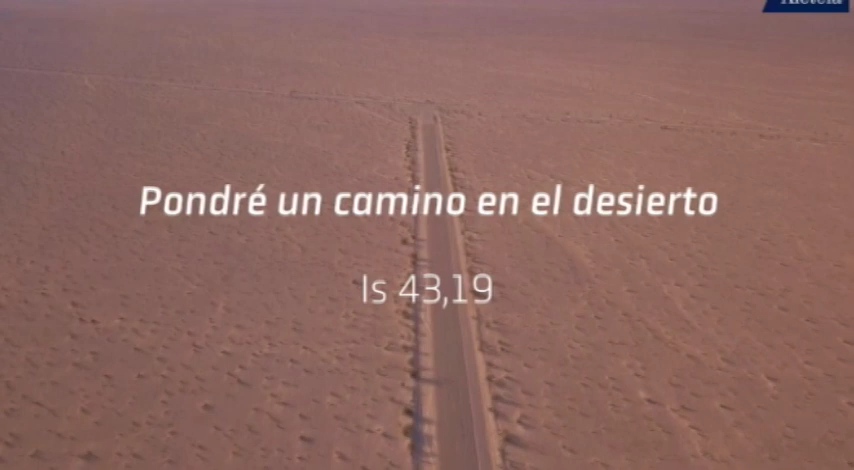 Pondré un camino en el desierto
Is 43,19